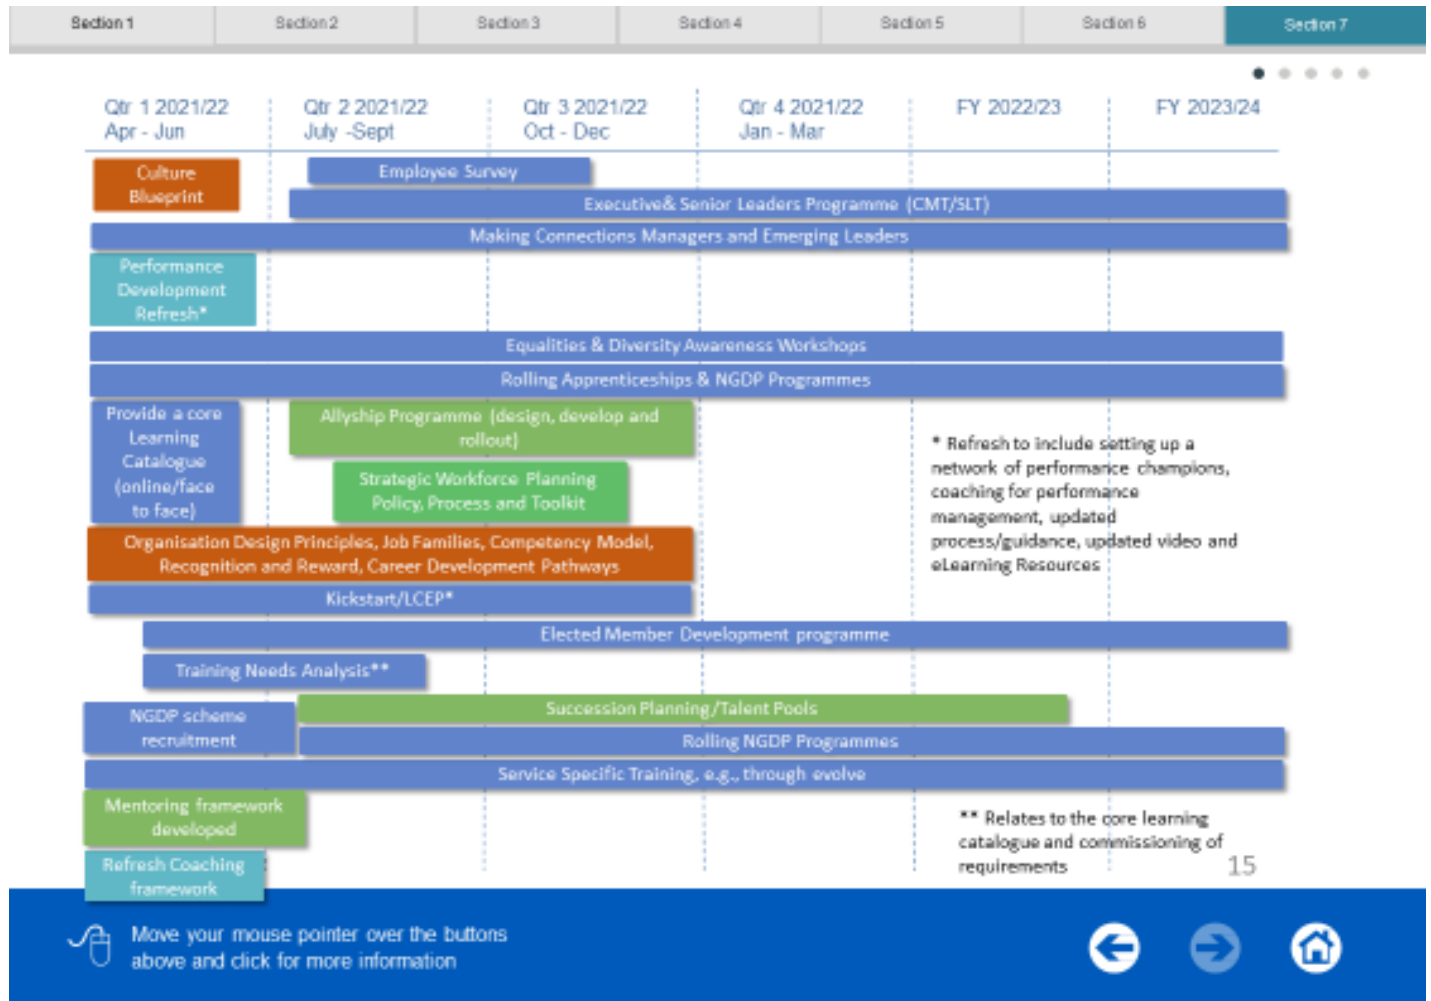 Section 1
Section 2
Section 3
Section 4
Section 5
Section 6
Section 7
Qtr 1 2021/22
Apr - Jun
Qtr 2 2021/22
July -Sept
Qtr 3 2021/22
Oct - Dec
Qtr 4 2021/22
Jan - Mar
FY 2022/23
FY 2023/24
Culture
Blueprint
Employee Survey
Executive& Senior Leaders Programme (CMT/SLT)
Making Connections Managers and Emerging Leaders
Performance
Development
Refresh*
Equalities & Diversity Awareness Workshops
Rolling Apprenticeships & NGDP Programmes
Provide a core
Learning
Catalogue
(online/face
to face)
Allyship Programme (design, develop and
rollout)
Strategic Workforce Planning
Policy, Process and Toolkit
* Refresh to include setting up a
network of performance champions,
coaching for performance
management, updated
process/guidance, updated video and
eLearning Resources
Organisation Design Principles, Job Families, Competency Model,
Recognition and Reward, Career Development Pathways
Kickstart/LCEP*
Elected Member Development programme
Training Needs Analysis**
NGDP scheme
recruitment
Succession Planning/Talent Pools
Rolling NGDP Programmes
Service Specific Training, e.g., through evolve
Mentoring framework
developed
** Relates to the core learning
catalogue and commissioning of
requirements
Refresh Coaching
framework
15
Move your mouse pointer over the buttons
above and click for more information